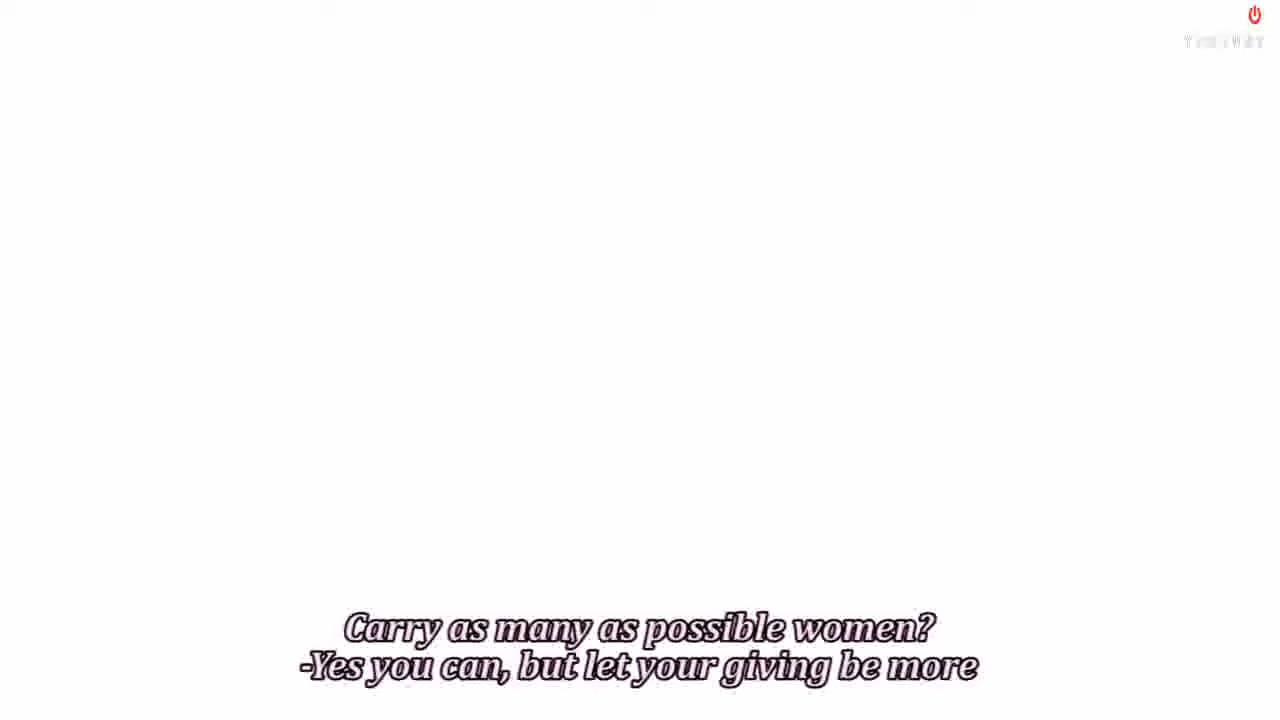 Carry as many as possible women?
-Yes you can, but let your giving be more